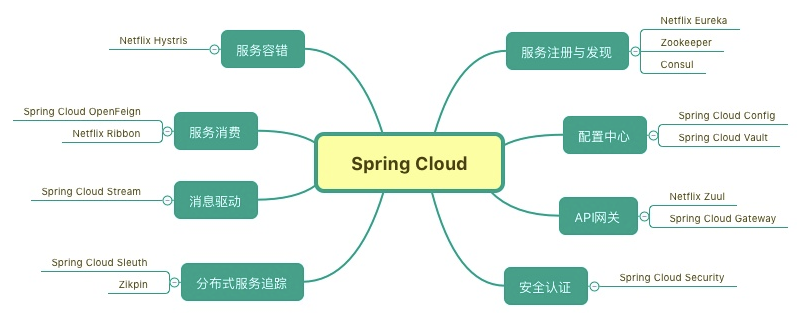 Spring Cloud
服务容错
Netflix Hystris
服务消费
Spring Cloud OpenFeign
Netflix Ribbon
消息驱动
Spring Cloud Stream
分布式服务追踪
Spring Cloud Sleuth
Zikpin
服务注册与发现
Netflix Eureka
Zookeeper
Consul
配置中心
Spring Cloud Config
Spring Cloud Vault
API网关
Netflix Zuul
Spring Cloud Gateway
安全认证
Spring Cloud Security